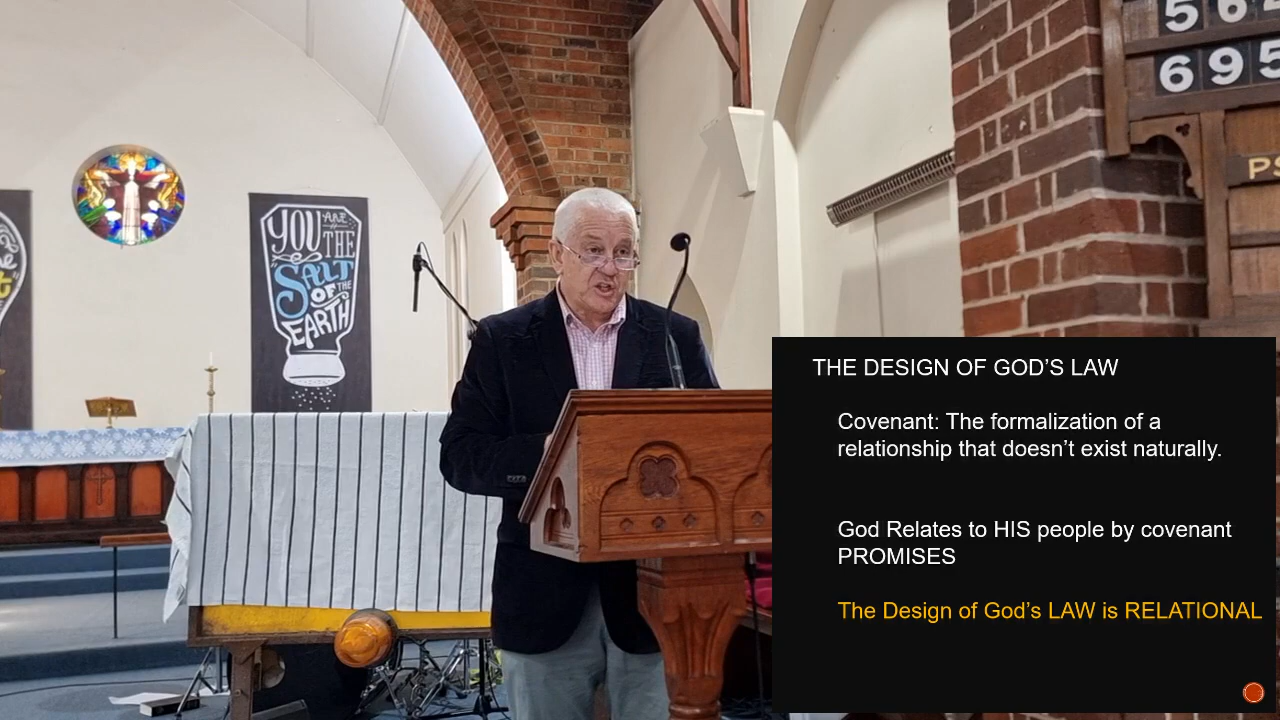 YOU ARE
THE
SALT
OF THE
EARTH
56
695
PS
THE DESIGN OF GOD’S LAW
Covenant: The formalization of a
relationship that doesn’t exist naturally.
God Relates to HIS people by covenant
PROMISES
The Design of God’s LAW is RELATIONAL